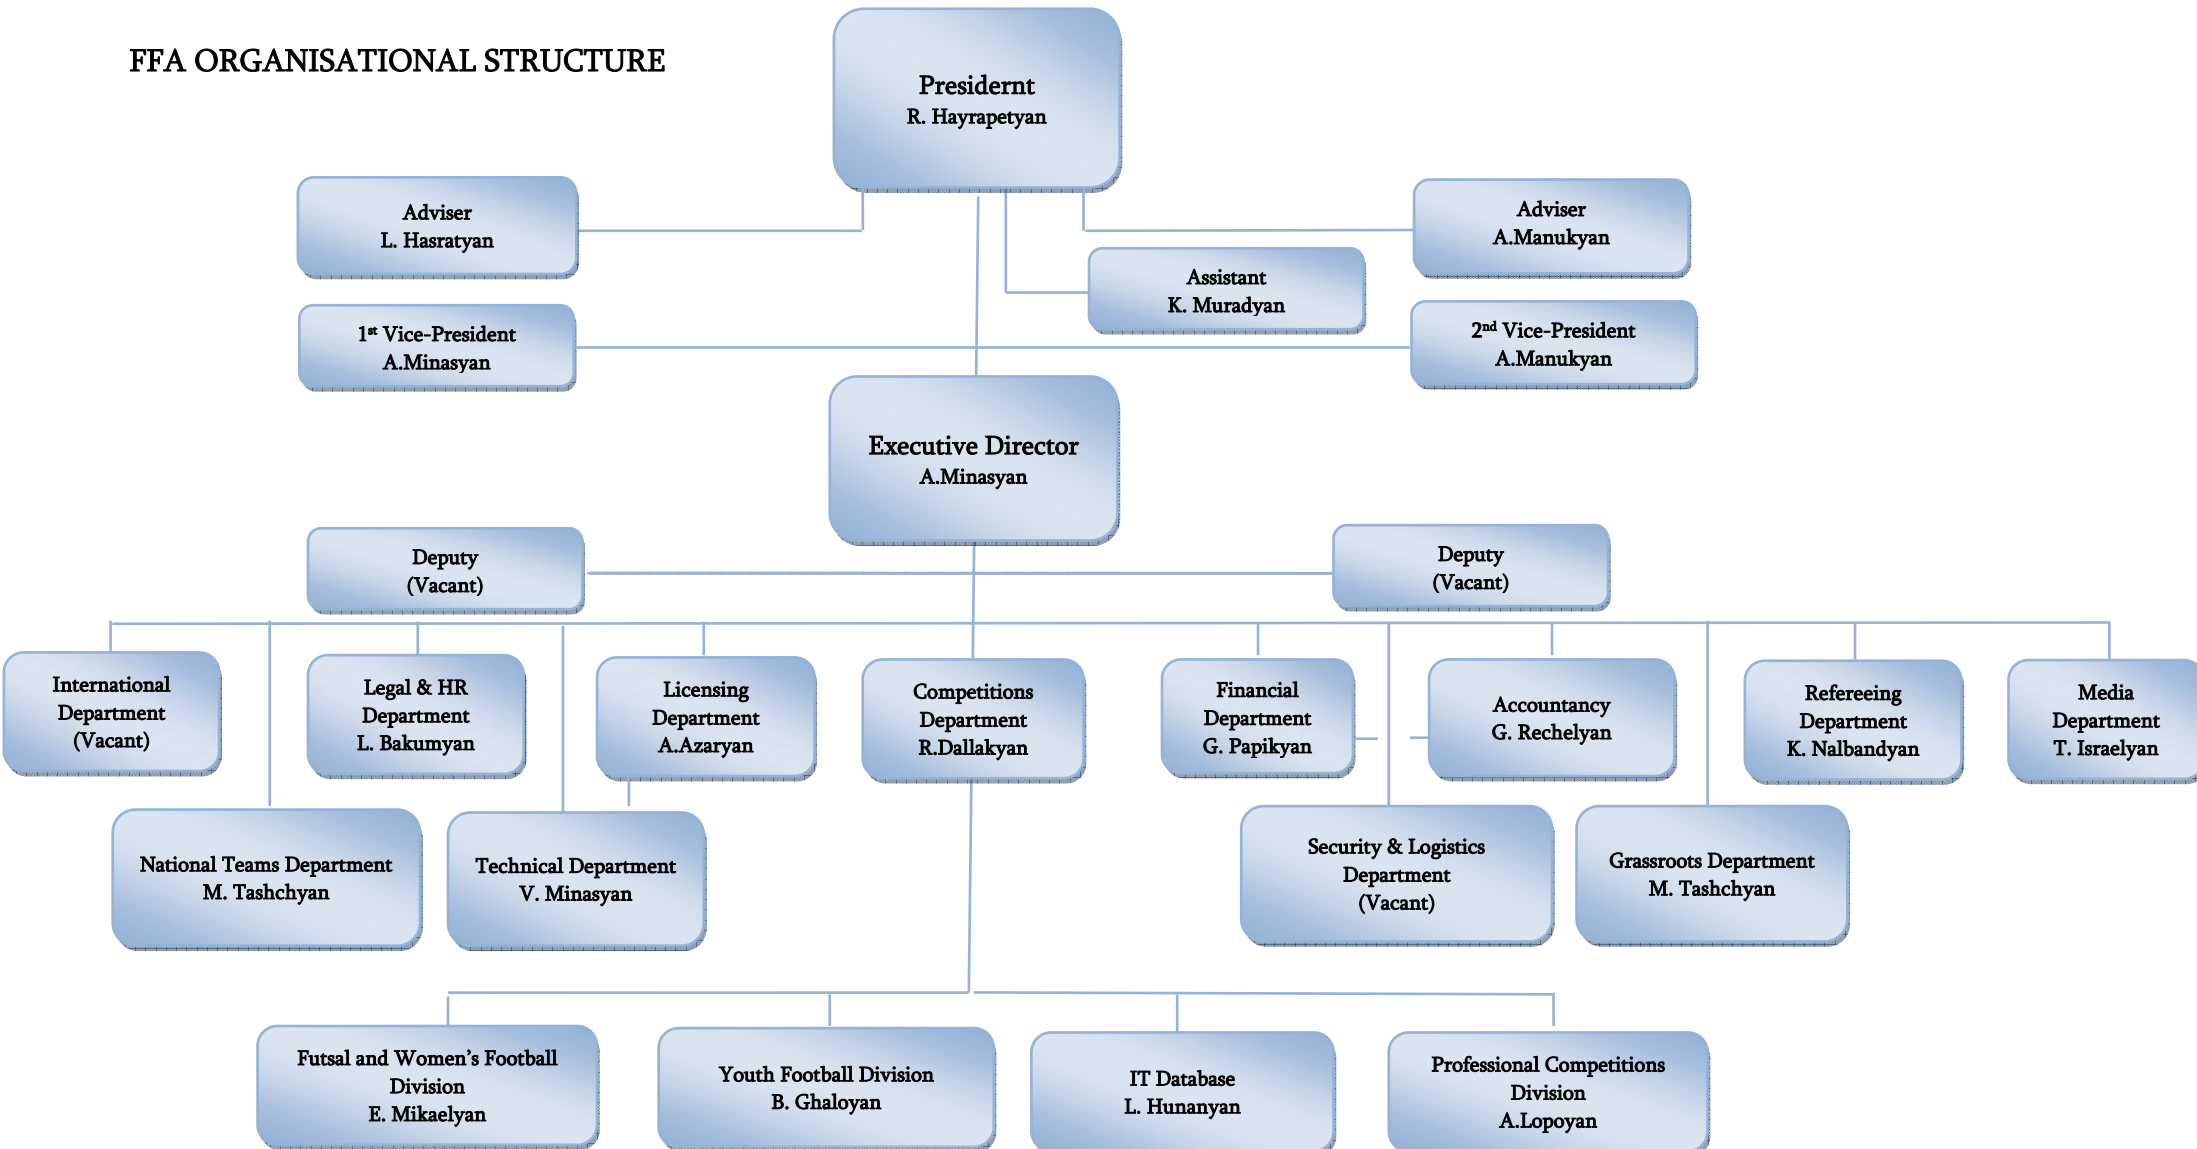 FFA ORGANISATIONAL STRUCTURE
Presidernt
R. Hayrapetyan
Adviser
L. Hasratyan
Adviser
A.Manukyan
Assistant
K. Muradyan
1st Vice-President
A.Minasyan
2nd Vice-President
A.Manukyan
Executive Director
A.Minasyan
Deputy
(Vacant)
Deputy
(Vacant)
International
Department
(Vacant)
Legal & HR
Department
L. Bakumyan
Licensing
Department
A.Azaryan
Competitions
Department
R.Dallakyan
Financial
Department
G. Papikyan
Accountancy
G. Rechelyan
Refereeing
Department
K. Nalbandyan
Media
Department
T. Israelyan
National Teams Department
M. Tashchyan
Technical Department
V. Minasyan
Security & Logistics
Department
(Vacant)
Grassroots Department
M. Tashchyan
Futsal and Women’s Football
Division
E. Mikaelyan
Youth Football Division
B. Ghaloyan
IT Database
L. Hunanyan
Professional Competitions
Division
A.Lopoyan